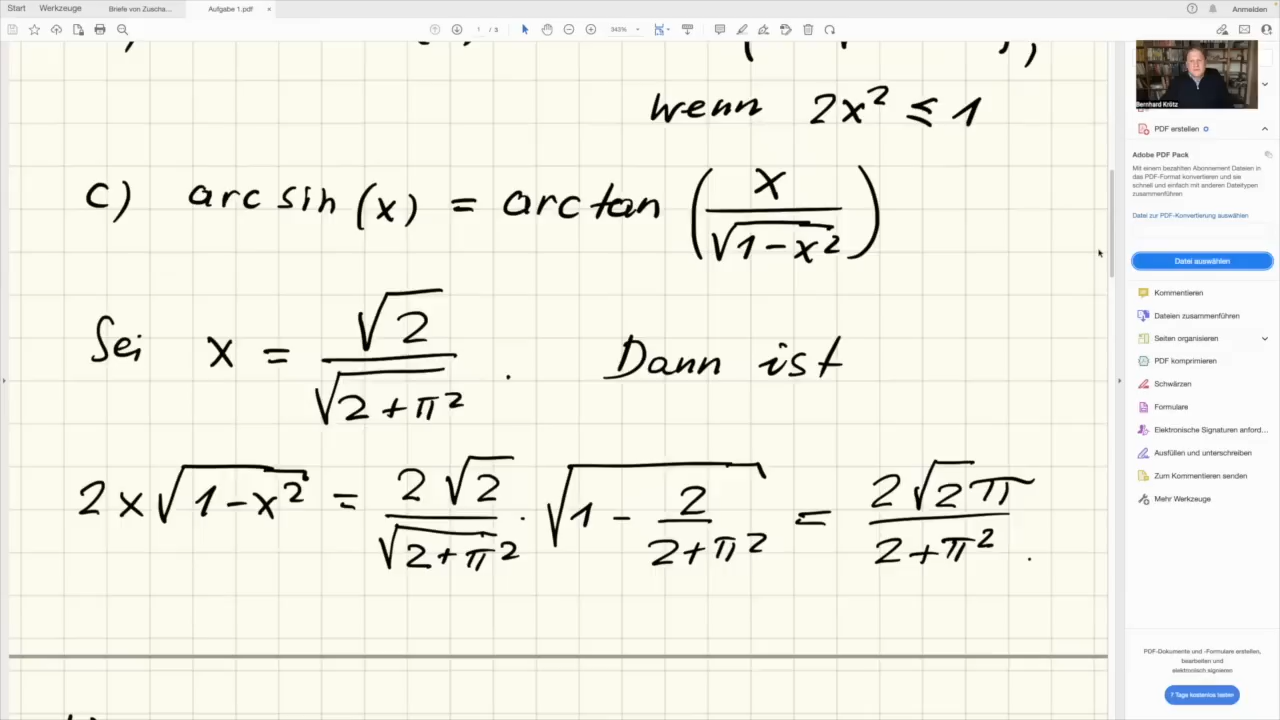 Start Werkzeuge Briefe von Zuscha... Aufgabe 1.pdf × Anmelden
1 / 3 343%
wenn 2x² ≤ 1
c) arcsin(x) = arctan (x / √(1-x²))
Sei x = √2 / √(2+π²) . Dann ist
2x √(1-x²) = 2√2 / √(2+π²) · √(1 - 2/(2+π²)) = 2√2π / (2+π²) .
Bernhard Krötz
PDF erstellen
Adobe PDF Pack
Mit einem bezahlten Abonnement Dateien in
das PDF-Format konvertieren und sie
schnell und einfach mit anderen Dateitypen
zusammenführen
Datei zur PDF-Konvertierung auswählen
Datei auswählen
Kommentieren
Dateien zusammenführen
Seiten organisieren
PDF komprimieren
Schwärzen
Formulare
Elektronische Signaturen anford...
Ausfüllen und unterschreiben
Zum Kommentieren senden
Mehr Werkzeuge
PDF-Dokumente und -Formulare erstellen,
bearbeiten und
elektronisch signieren
7 Tage kostenlos testen